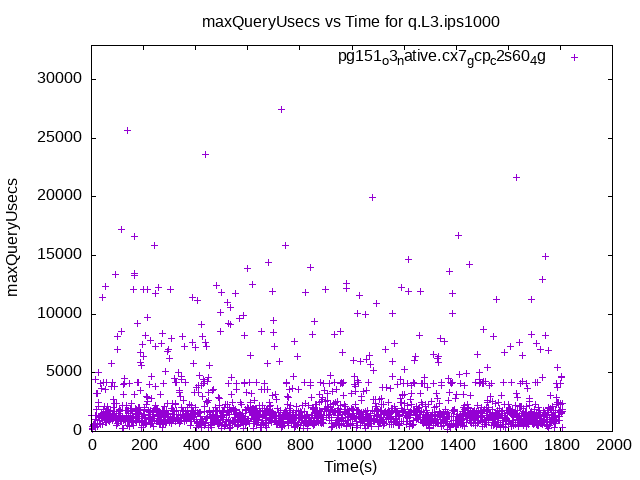 maxQueryUsecs vs Time for q.L3.ips1000
pg151o3native.cx7gcpc2s604g
30000
25000
20000
15000
10000
5000
0
maxQueryUsecs
0 200 400 600 800 1000 1200 1400 1600 1800 2000
Time(s)